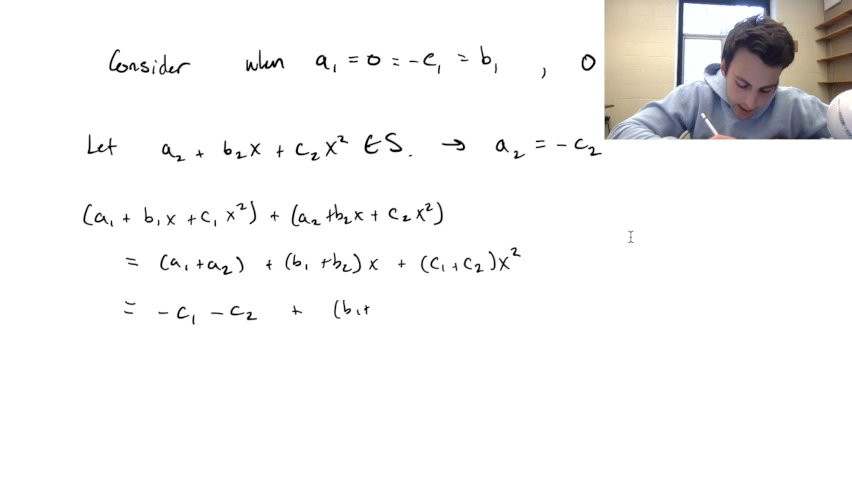 Consider when a₁ = 0 = -c₁ = b₁ , 0
Let a₂ + b₂x + c₂x² ∈ S. → a₂ = -c₂
(a₁ + b₁x + c₁x²) + (a₂+b₂x + c₂x²)
= (a₁+a₂) + (b₁+b₂)x + (c₁+c₂)x²
= -c₁ - c₂ + (b₁+